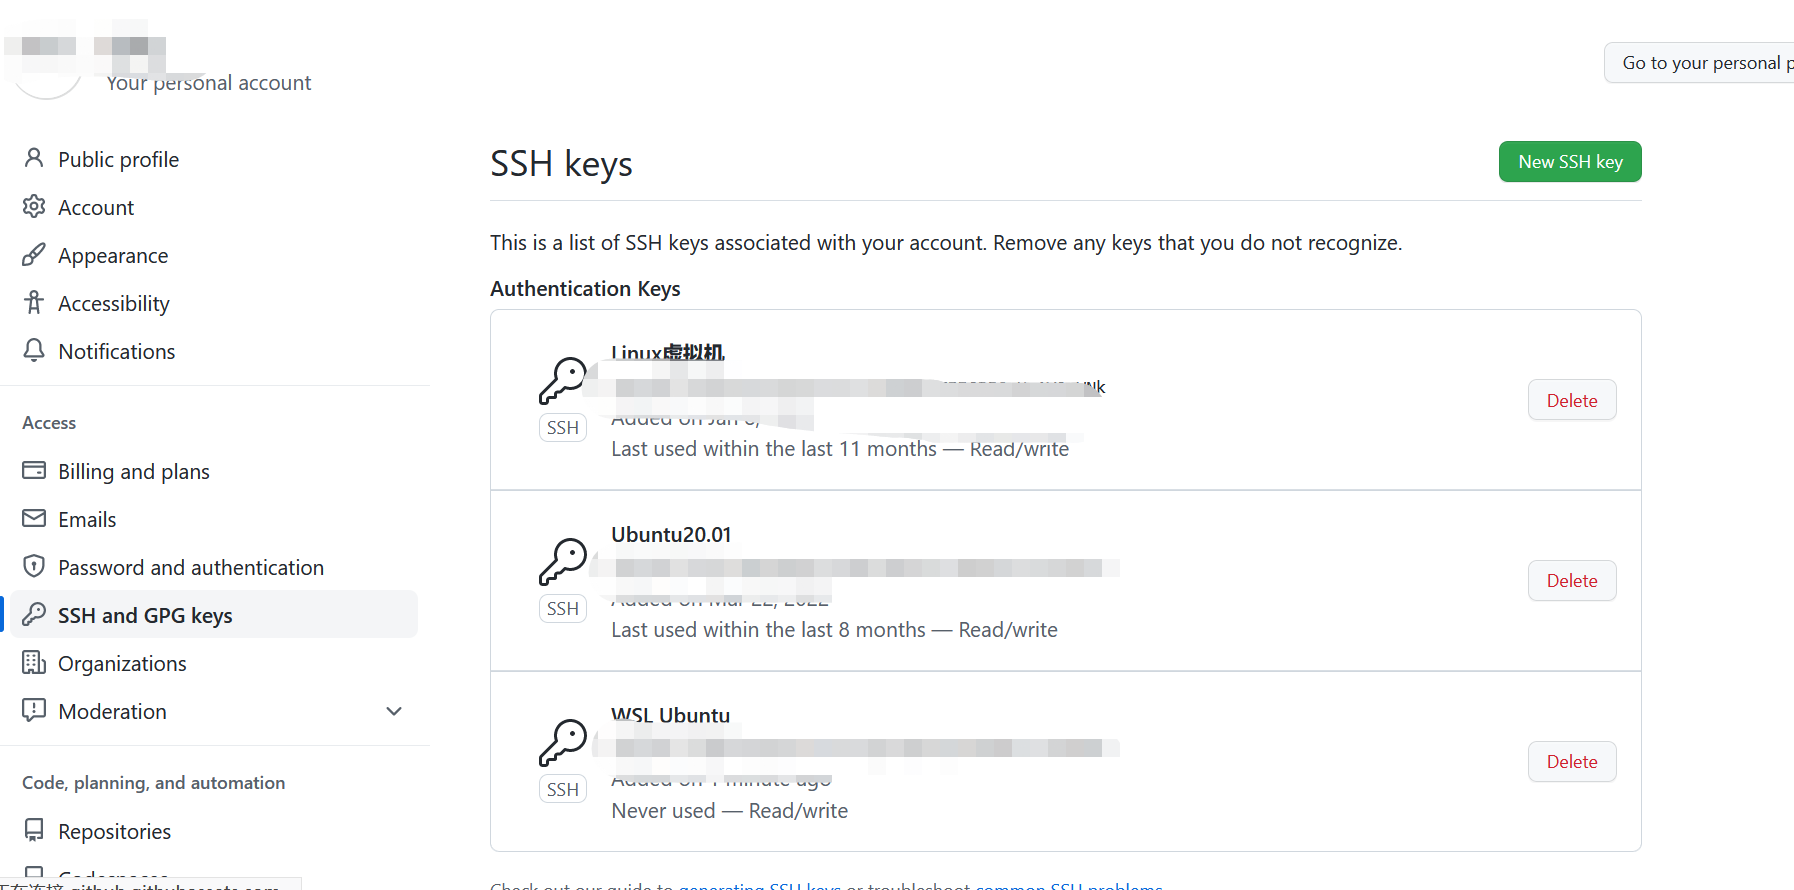 Your personal account
Go to your personal p
Public profile
Account
Appearance
Accessibility
Notifications
Access
Billing and plans
Emails
Password and authentication
SSH and GPG keys
Organizations
Moderation
Code, planning, and automation
Repositories
Codespaces
正在连接 github.githubassets.com
SSH keys
New SSH key
This is a list of SSH keys associated with your account. Remove any keys that you do not recognize.
Authentication Keys
Linux虚拟机
SSH
Added on Jan
Last used within the last 11 months — Read/write
Delete
Ubuntu20.01
SSH
Added on Mar 22, 2022
Last used within the last 8 months — Read/write
Delete
WSL Ubuntu
SSH
Added on 1 minute ago
Never used — Read/write
Delete
Check out our guide to generating SSH keys or troubleshoot common SSH problems